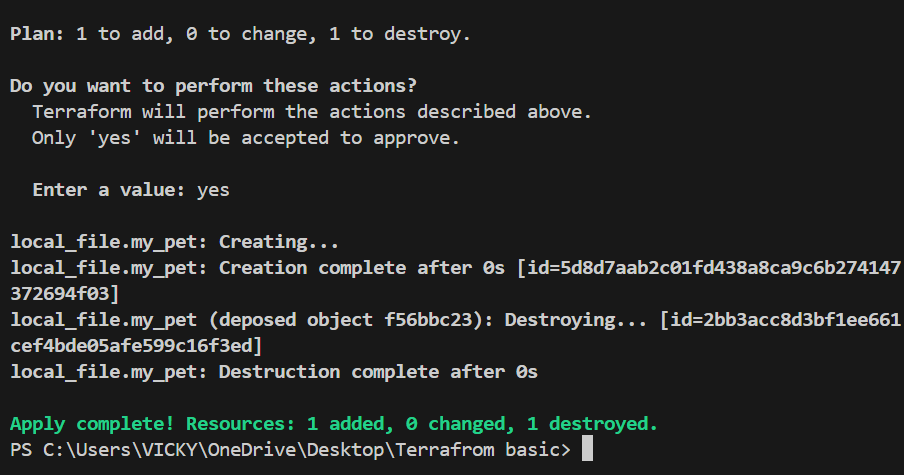 Plan: 1 to add, 0 to change, 1 to destroy.
Do you want to perform these actions?
Terraform will perform the actions described above.
Only 'yes' will be accepted to approve.
Enter a value: yes
local_file.my_pet: Creating...
local_file.my_pet: Creation complete after 0s [id=5d8d7aab2c01fd438a8ca9c6b274147
372694f03]
local_file.my_pet (deposed object f56bbc23): Destroying... [id=2bb3acc8d3bf1ee661
cef4bde05afe599c16f3ed]
local_file.my_pet: Destruction complete after 0s
Apply complete! Resources: 1 added, 0 changed, 1 destroyed.
PS C:\Users\VICKY\OneDrive\Desktop\Terrafrom basic>